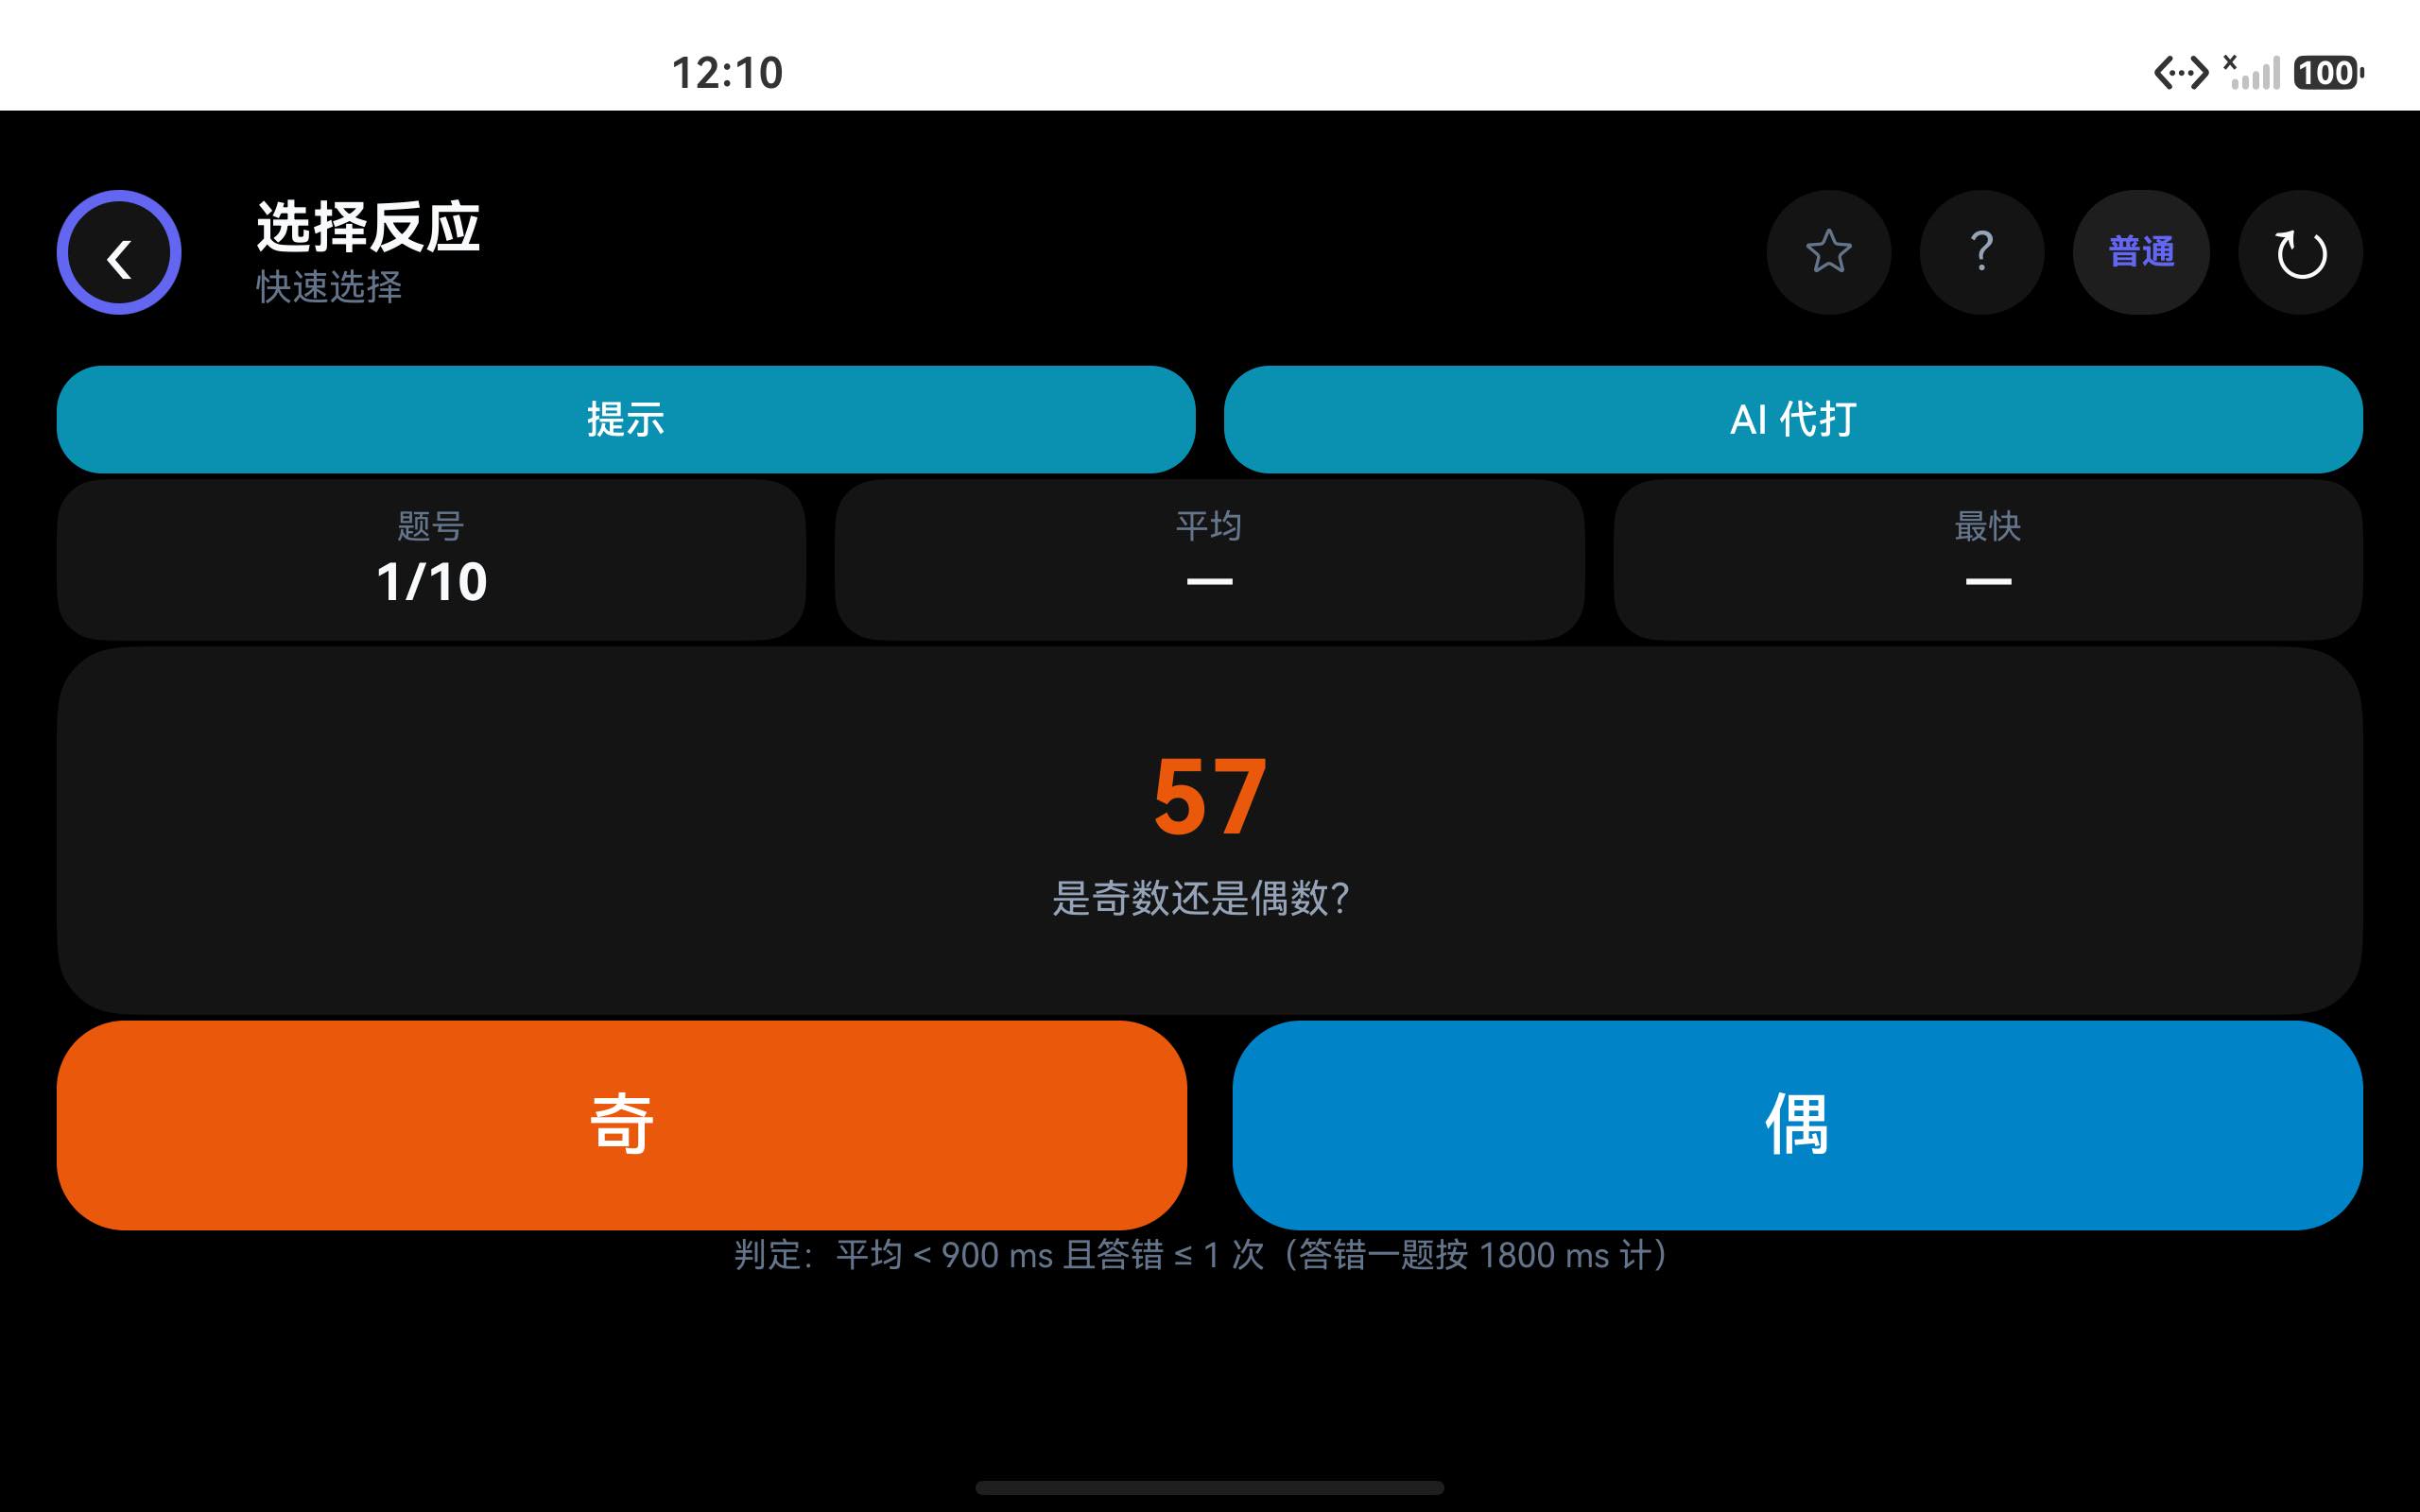 12:10
100
选择反应
快速选择
?
普通
提示
AI 代打
题号
1/10
平均
—
最快
—
57
是奇数还是偶数？
奇
偶
判定：平均 < 900 ms 且答错 ≤ 1 次（答错一题按 1800 ms 计）